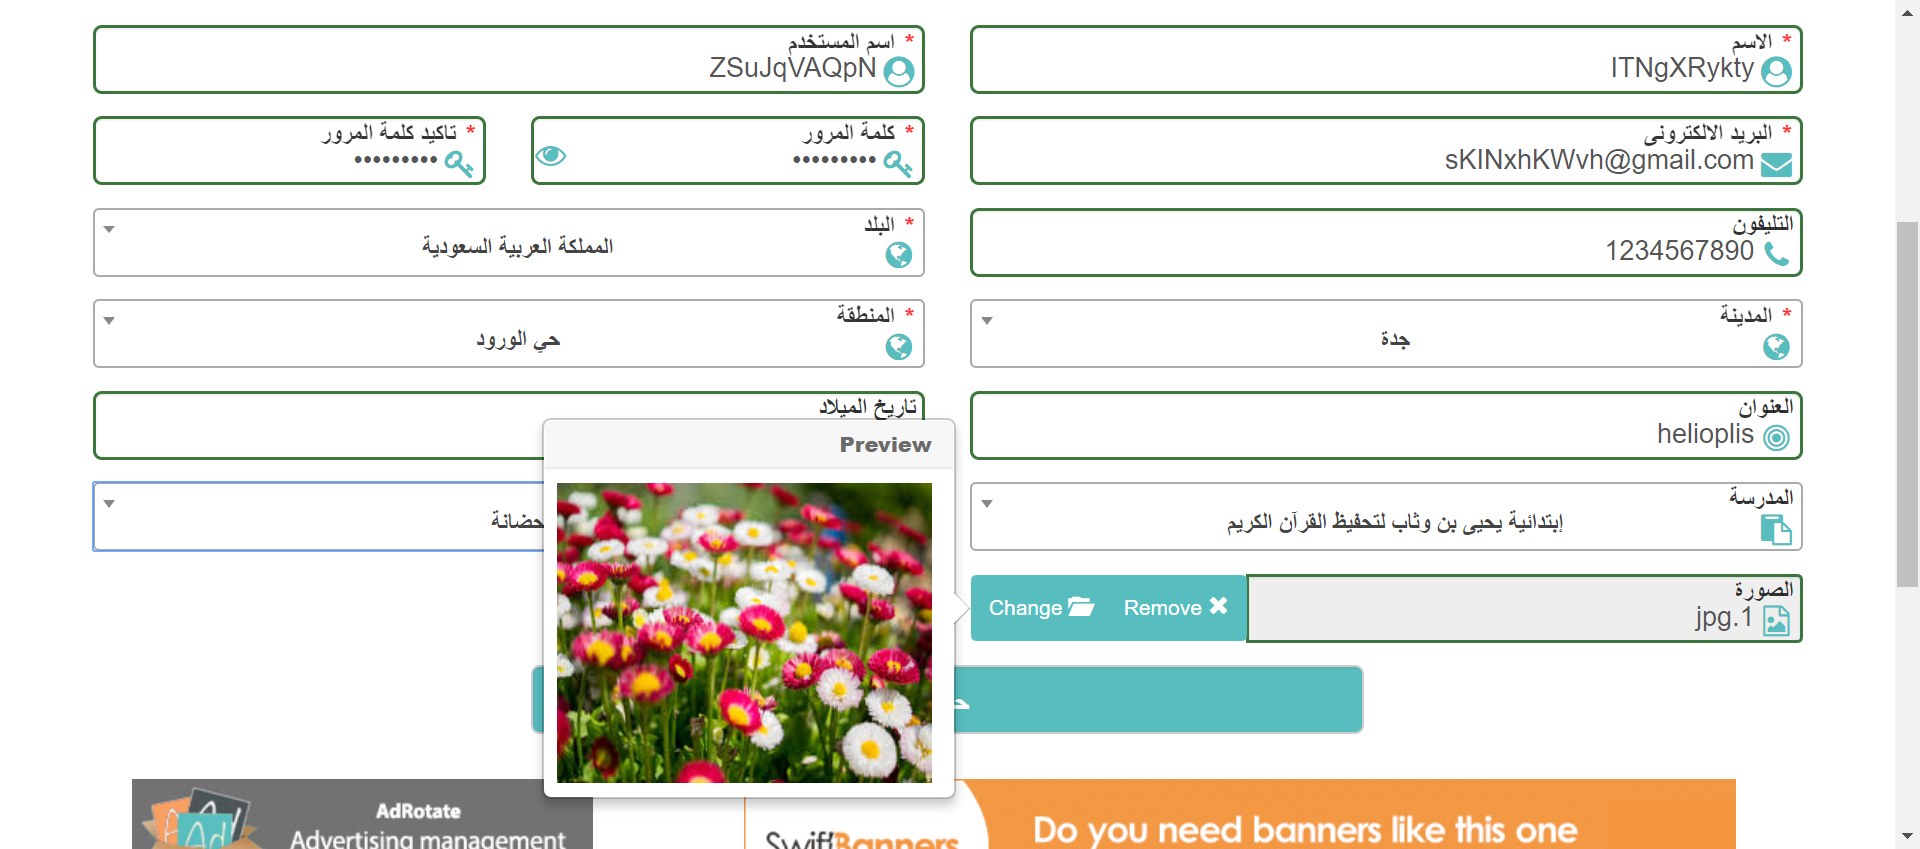 * الاسم
ITNgXRykty
* اسم المستخدم
ZSuJqVAQpN
* البريد الالكترونى
sKINxhKWvh@gmail.com
* كلمة المرور
•••••••••
* تاكيد كلمة المرور
•••••••••
التليفون
1234567890
* البلد
المملكة العربية السعودية
* المدينة
جدة
* المنطقة
حي الورود
العنوان
helioplis
تاريخ الميلاد
المدرسة
إبتدائية يحيى بن وثاب لتحفيظ القرآن الكريم
حضانة
الصورة
jpg.1
Remove
Change
Preview
AdRotate
Advertising management
SwiftBanners
Do you need banners like this one